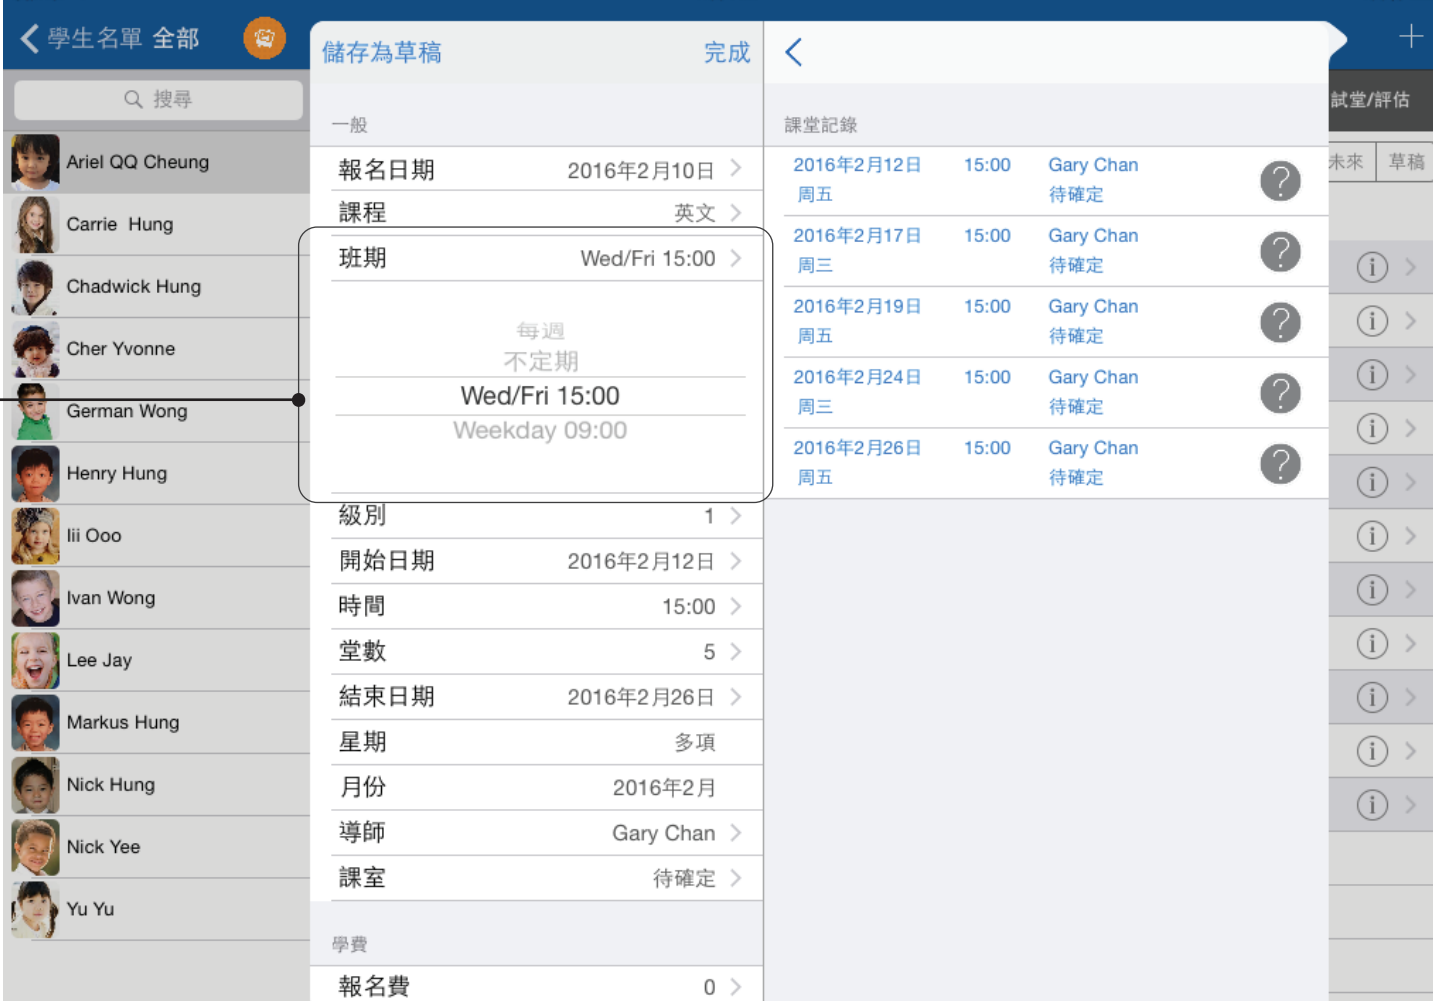 學生名單 全部
搜尋
Ariel QQ Cheung
Carrie Hung
Chadwick Hung
Cher Yvonne
German Wong
Henry Hung
Iii Ooo
Ivan Wong
Lee Jay
Markus Hung
Nick Hung
Nick Yee
Yu Yu
儲存為草稿 完成
一般
報名日期 2016年2月10日
課程 英文
班期 Wed/Fri 15:00
每週
不定期
Wed/Fri 15:00
Weekday 09:00
級別 1
開始日期 2016年2月12日
時間 15:00
堂數 5
結束日期 2016年2月26日
星期 多項
月份 2016年2月
導師 Gary Chan
課室 待確定
學費
報名費 0
課堂記錄
2016年2月12日 15:00 Gary Chan
周五 待確定
2016年2月17日 15:00 Gary Chan
周三 待確定
2016年2月19日 15:00 Gary Chan
周五 待確定
2016年2月24日 15:00 Gary Chan
周三 待確定
2016年2月26日 15:00 Gary Chan
周五 待確定
試堂/評估
未來 草稿